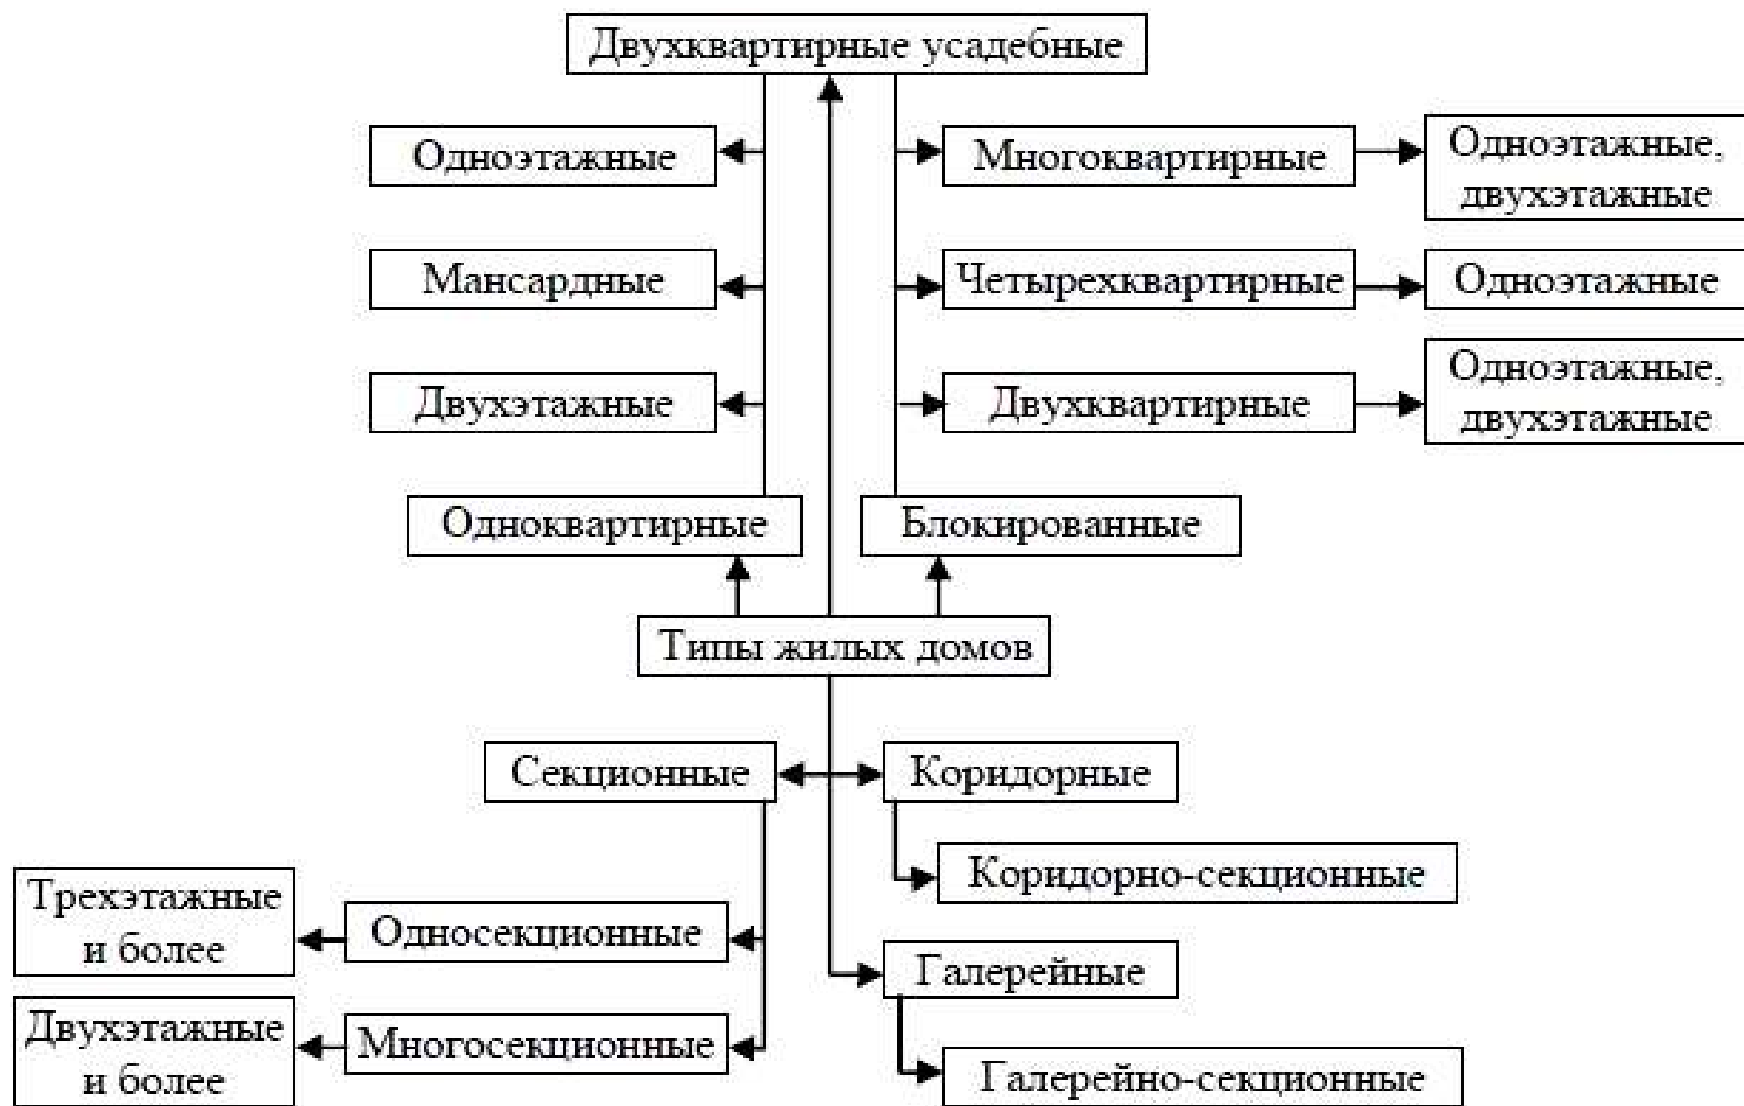 Двухквартирные усадебные
Одноэтажные
Многоквартирные
Одноэтажные,
двухэтажные
Мансардные
Четырехквартирные
Одноэтажные
Двухэтажные
Двухквартирные
Одноэтажные,
двухэтажные
Одноквартирные
Блокированные
Типы жилых домов
Секционные
Коридорные
Коридорно-секционные
Трехэтажные
и более
Односекционные
Галерейные
Двухэтажные
и более
Многосекционные
Галерейно-секционные